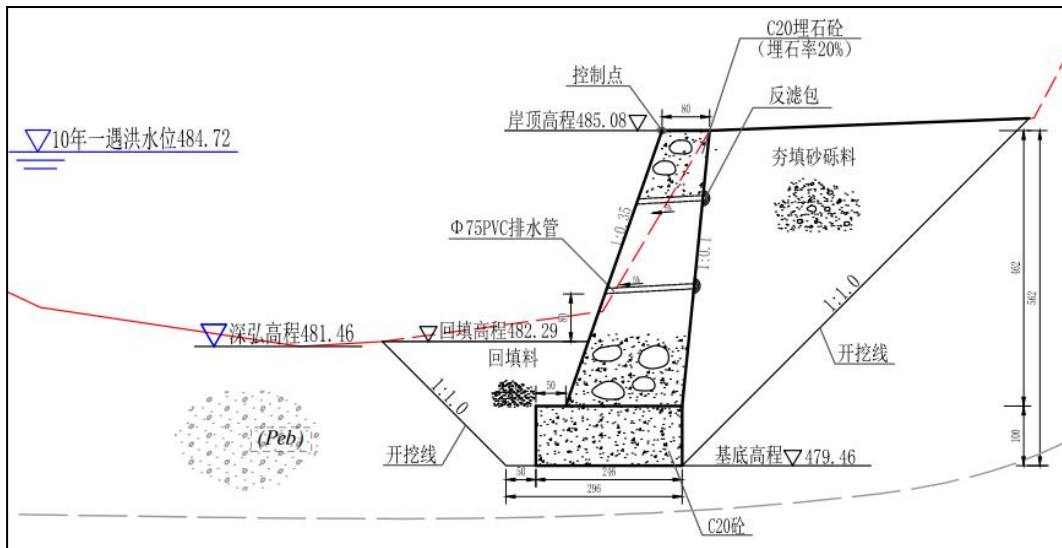 C20埋石砼
（埋石率20%）
控制点
反滤包
80
岸顶高程485.08
10年一遇洪水位484.72
夯填砂砾料
1:0.35
5%
Φ75PVC排水管
1:0.1
5%
462
562
1:1.0
80
深弘高程481.46
回填高程482.29
开挖线
回填料
1:1.0
50
(Peb)
100
开挖线
基底高程479.46
50
246
296
C20砼